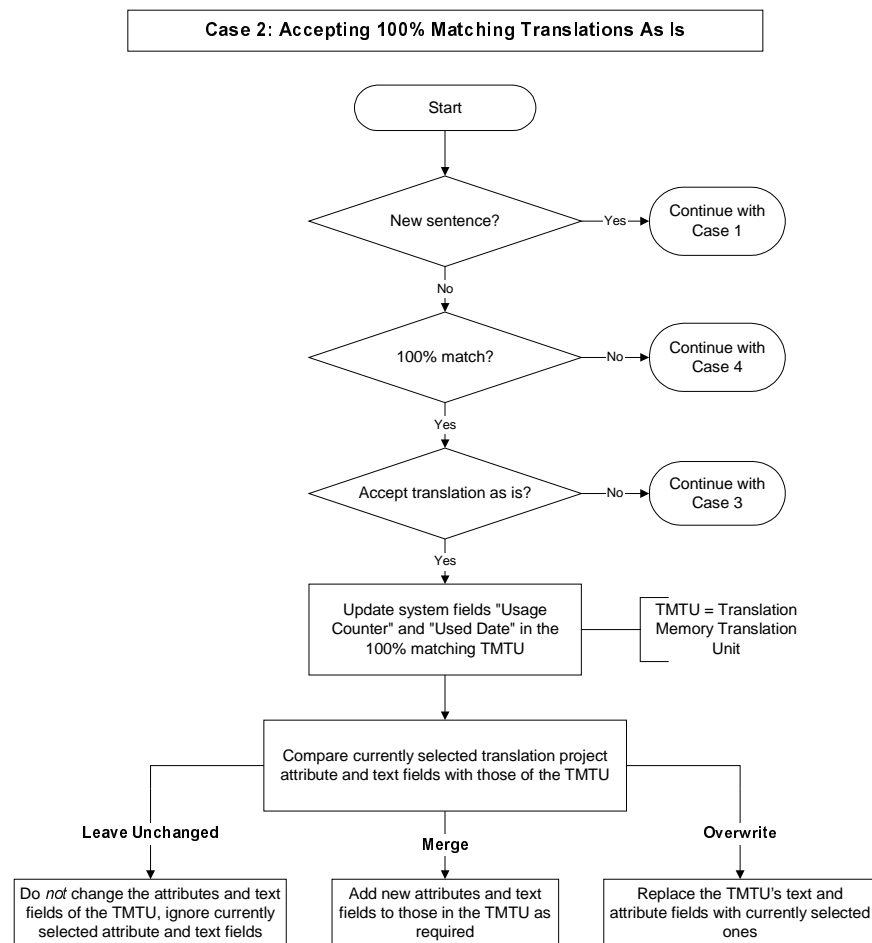 Case 2: Accepting 100% Matching Translations As Is
Start
New sentence?
Yes
Continue with
Case 1
No
100% match?
No
Continue with
Case 4
Yes
Accept translation as is?
No
Continue with
Case 3
Yes
Update system fields "Usage
Counter" and "Used Date" in the
100% matching TMTU
TMTU = Translation
Memory Translation
Unit
Compare currently selected translation project
attribute and text fields with those of the TMTU
Leave Unchanged
Merge
Overwrite
Do not change the attributes and text
fields of the TMTU, ignore currently
selected attribute and text fields
Add new attributes and text
fields to those in the TMTU as
required
Replace the TMTU's text and
attribute fields with currently selected
ones